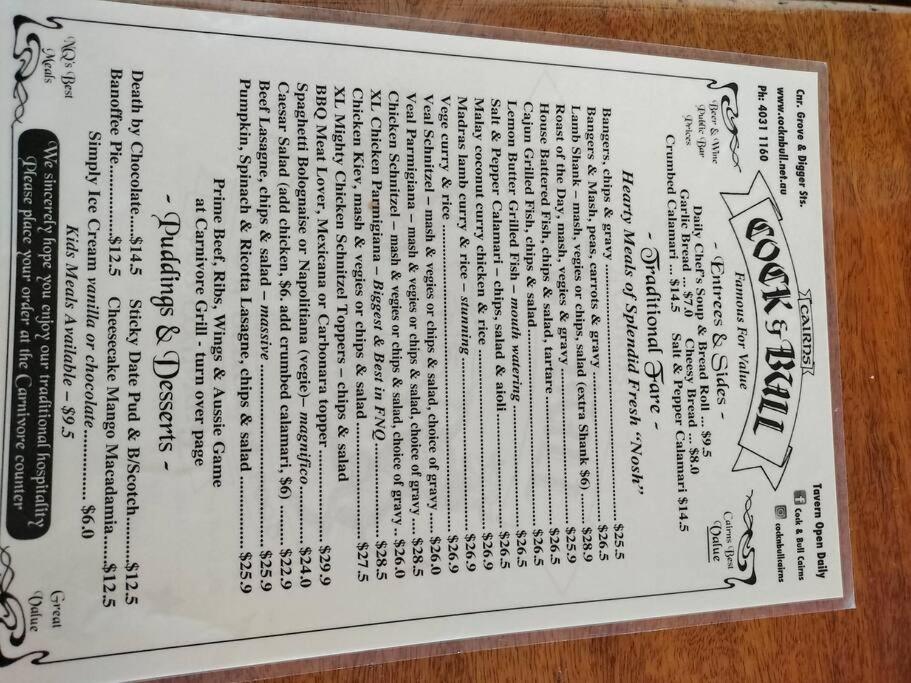 Cnr. Grove & Digger Sts.
www.cocknbull.net.au
Ph: 4031 1160
CAIRNS
COCK & BULL
Tavern Open Daily
Cock & Bull Cairns
cocknbullcairns
Famous For Value
Beer & Wine
Public Bar
Prices
Cairns Best
Value
- Entrees & Sides -
Daily Chef's Soup & Bread Roll ... $9.5
Garlic Bread ... $7.0 Cheesy Bread ... $8.0
Crumbed Calamari ... $14.5 Salt & Pepper Calamari $14.5
- Traditional Fare -
Hearty Meals of Splendid Fresh "Nosh"
Bangers, chips & gravy ........ $25.5
Bangers & Mash, peas, carrots & gravy ........ $26.5
Lamb Shank – mash, vegies or chips, salad (extra Shank $6) ..... $28.9
Roast of the Day, mash, vegies & gravy ........ $25.9
House Battered Fish, chips & salad, tartare ........ $26.5
Cajun Grilled Fish, chips & salad ........ $26.5
Lemon Butter Grilled Fish – mouth watering ........ $26.5
Salt & Pepper Calamari – chips, salad & aioli ........ $26.5
Malay coconut curry chicken & rice ........ $26.9
Madras lamb curry & rice – stunning ........ $26.9
Vege curry & rice ........ $26.9
Veal Schnitzel – mash & vegies or chips & salad, choice of gravy .... $26.0
Veal Parmigiana – mash & vegies or chips & salad, choice of gravy .... $28.5
Chicken Schnitzel – mash & vegies or chips & salad, choice of gravy .. $26.0
XL Chicken Parmigiana – Biggest & Best in FNQ ........ $28.5
Chicken Kiev, mash & vegies or chips & salad ........ $27.5
XL Mighty Chicken Schnitzel Toppers – chips & salad
BBQ Meat Lover, Mexicana or Carbonara topper ........ $29.9
Spaghetti Bolognaise or Napolitana (vegie)– magnifico ........ $24.0
Caesar Salad (add chicken, $6. add crumbed calamari, $6) ........ $22.9
Beef Lasagne, chips & salad – massive ........ $25.9
Pumpkin, Spinach & Ricotta Lasagne, chips & salad ........ $25.9
Prime Beef, Ribs, Wings & Aussie Game
at Carnivore Grill - turn over page
- Puddings & Desserts -
Death by Chocolate.....$14.5 Sticky Date Pud & B/Scotch......$12.5
Banoffee Pie.............$12.5 Cheesecake Mango Macadamia....$12.5
Simply Ice Cream vanilla or chocolate ........ $6.0
Kids Meals Available – $9.5
NQ's Best
Meals
Great
Value
We sincerely hope you enjoy our traditional hospitality
Please place your order at the Carnivore counter